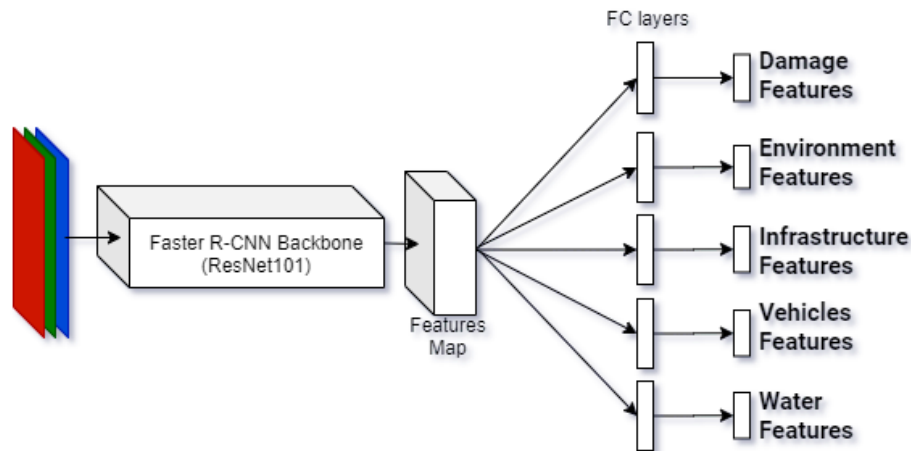 FC layers
Damage
Features
Environment
Features
Faster R-CNN Backbone
(ResNet101)
Infrastructure
Features
Features
Map
Vehicles
Features
Water
Features